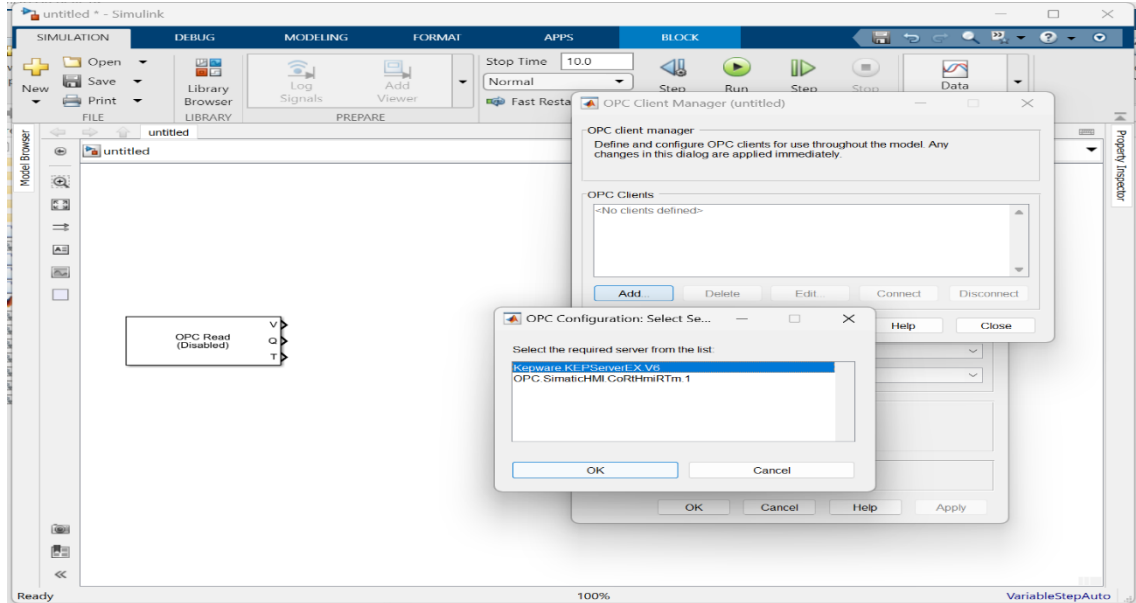 untitled * - Simulink
SIMULATION DEBUG MODELING FORMAT APPS BLOCK
New
Open
Save
Print
FILE
Library
Browser
LIBRARY
Log
Signals
Add
Viewer
PREPARE
Stop Time 10.0
Normal
Fast Resta
Step
Run
Step
Stop
Data
Model Browser
untitled
untitled
Property Inspector
OPC Read
(Disabled)
V
Q
T
OPC Client Manager (untitled)
OPC client manager
Define and configure OPC clients for use throughout the model. Any
changes in this dialog are applied immediately.
OPC Clients
<No clients defined>
Add... Delete Edit... Connect Disconnect
Help Close
OPC Configuration: Select Se...
Select the required server from the list:
Kepware.KEPServerEX.V6
OPC.SimaticHMI.CoRtHmiRTm.1
OK Cancel
OK Cancel Help Apply
Ready 100% VariableStepAuto